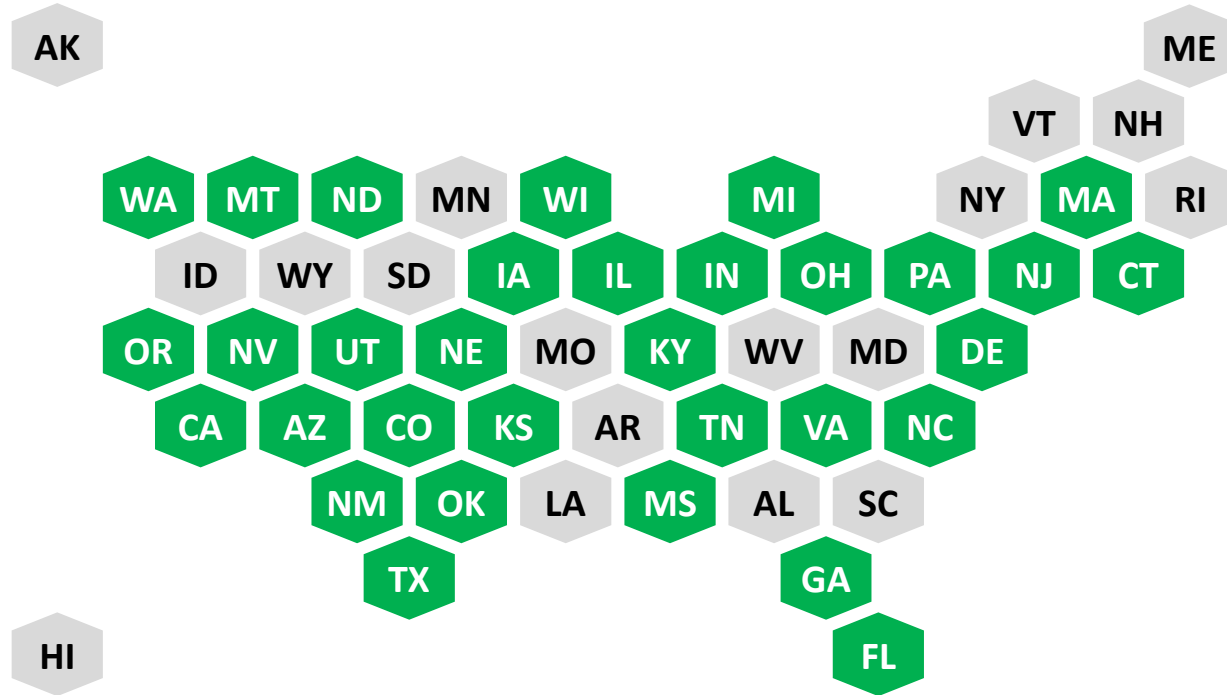 AK ME
VT NH
WA MT ND MN WI MI NY MA RI
ID WY SD IA IL IN OH PA NJ CT
OR NV UT NE MO KY WV MD DE
CA AZ CO KS AR TN VA NC
NM OK LA MS AL SC
TX GA
HI FL